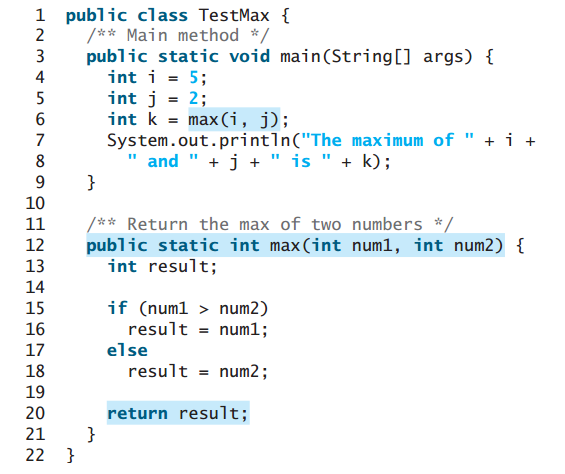 1 public class TestMax {
2 /** Main method */
3 public static void main(String[] args) {
4 int i = 5;
5 int j = 2;
6 int k = max(i, j);
7 System.out.println("The maximum of " + i +
8 " and " + j + " is " + k);
9 }
10
11 /** Return the max of two numbers */
12 public static int max(int num1, int num2) {
13 int result;
14
15 if (num1 > num2)
16 result = num1;
17 else
18 result = num2;
19
20 return result;
21 }
22 }